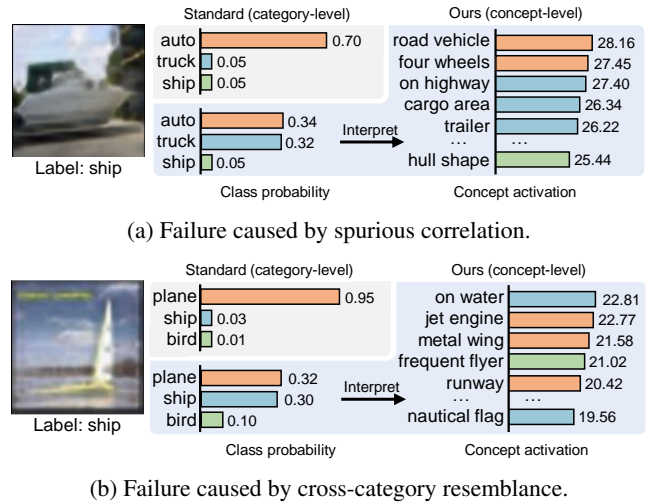 Standard (category-level)
auto 0.70
truck 0.05
ship 0.05
auto 0.34
truck 0.32
ship 0.05
Class probability
Interpret
Ours (concept-level)
road vehicle 28.16
four wheels 27.45
on highway 27.40
cargo area 26.34
trailer 26.22
... ...
hull shape 25.44
Concept activation
Label: ship
(a) Failure caused by spurious correlation.
Standard (category-level)
plane 0.95
ship 0.03
bird 0.01
plane 0.32
ship 0.30
bird 0.10
Class probability
Interpret
Ours (concept-level)
on water 22.81
jet engine 22.77
metal wing 21.58
frequent flyer 21.02
runway 20.42
... ...
nautical flag 19.56
Concept activation
Label: ship
(b) Failure caused by cross-category resemblance.